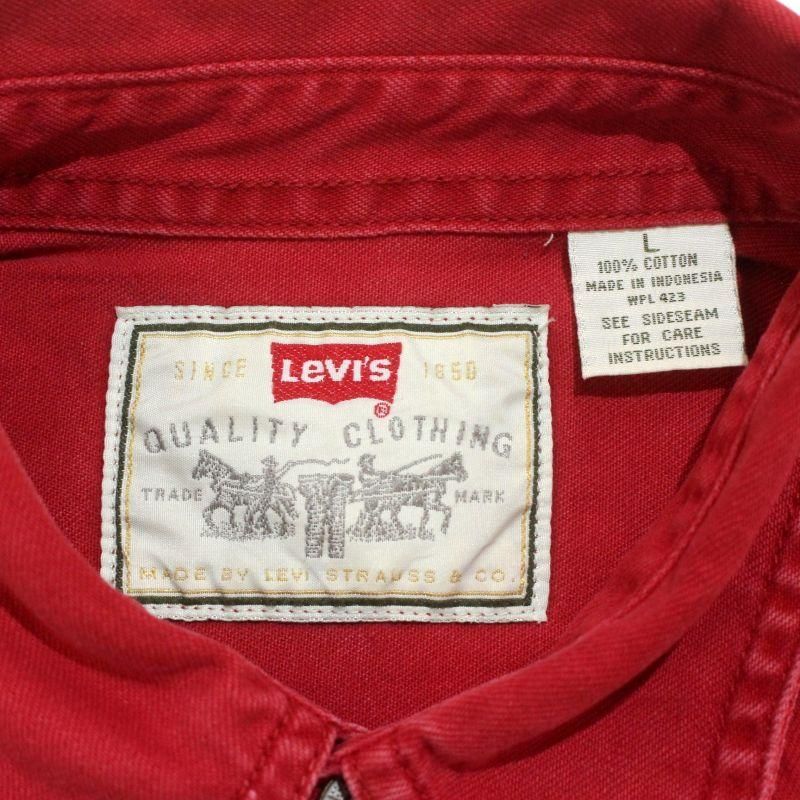 L
100% COTTON
MADE IN INDONESIA
WPL 423
SEE SIDESEAM
FOR CARE
INSTRUCTIONS
SINCE LEVI'S 1850
®
QUALITY CLOTHING
TRADE MARK
MADE BY LEVI STRAUSS & CO.